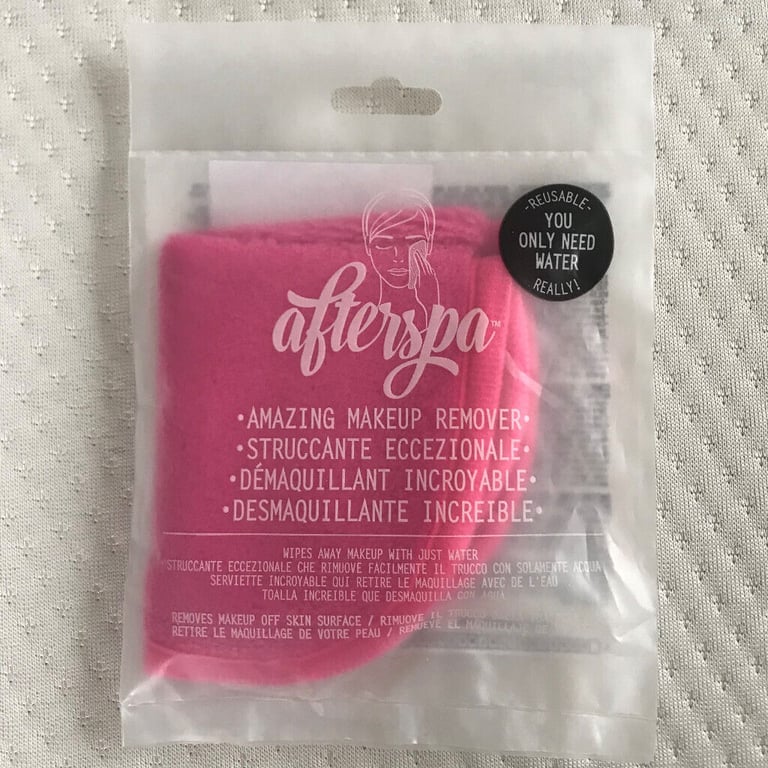 -REUSABLE-
YOU
ONLY NEED
WATER
REALLY!
afterspa™
•AMAZING MAKEUP REMOVER•
•STRUCCANTE ECCEZIONALE•
•DÉMAQUILLANT INCROYABLE•
•DESMAQUILLANTE INCREIBLE•
WIPES AWAY MAKEUP WITH JUST WATER
STRUCCANTE ECCEZIONALE CHE RIMUOVE FACILMENTE IL TRUCCO CON SOLAMENTE ACQUA
SERVIETTE INCROYABLE QUI RETIRE LE MAQUILLAGE AVEC DE L'EAU
TOALLA INCREIBLE QUE DESMAQUILLA CON AGUA
REMOVES MAKEUP OFF SKIN SURFACE / RIMUOVE IL TRUCCO
RETIRE LE MAQUILLAGE DE VOTRE PEAU / REMUEVE EL MAQUILLAJE DE